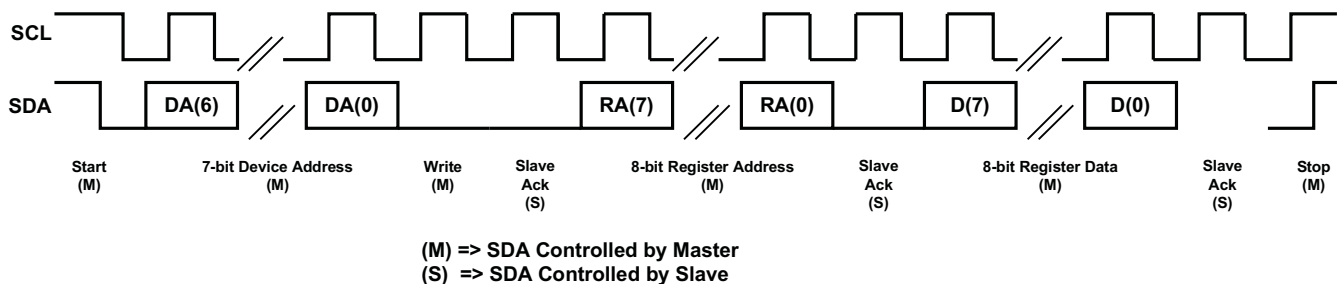 SCL
SDA
DA(6)
DA(0)
RA(7)
RA(0)
D(7)
D(0)
Start
(M)
7-bit Device Address
(M)
Write
(M)
Slave
Ack
(S)
8-bit Register Address
(M)
Slave
Ack
(S)
8-bit Register Data
(M)
Slave
Ack
(S)
Stop
(M)
(M) => SDA Controlled by Master
(S) => SDA Controlled by Slave